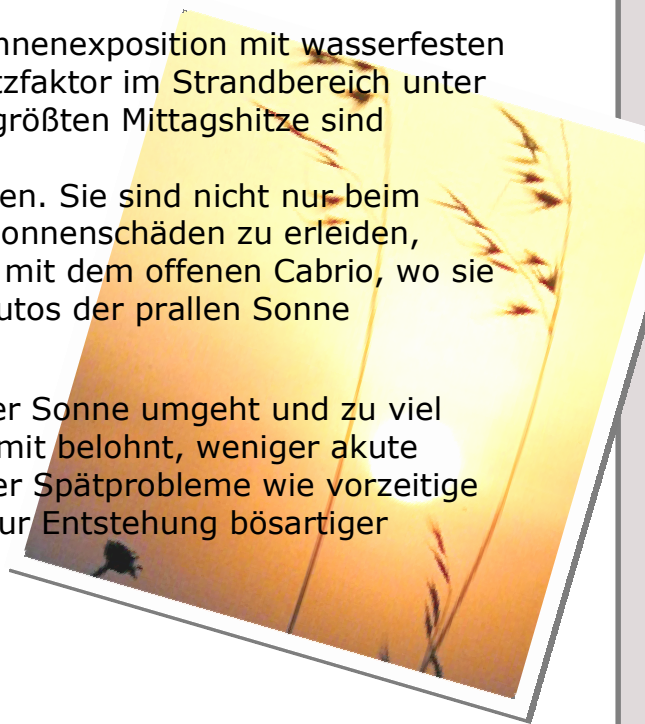 nnenexposition mit wasserfesten
tzfaktor im Strandbereich unter
größten Mittagshitze sind
en. Sie sind nicht nur beim
onnenschäden zu erleiden,
mit dem offenen Cabrio, wo sie
utos der prallen Sonne
er Sonne umgeht und zu viel
mit belohnt, weniger akute
er Spätprobleme wie vorzeitige
ur Entstehung bösartiger